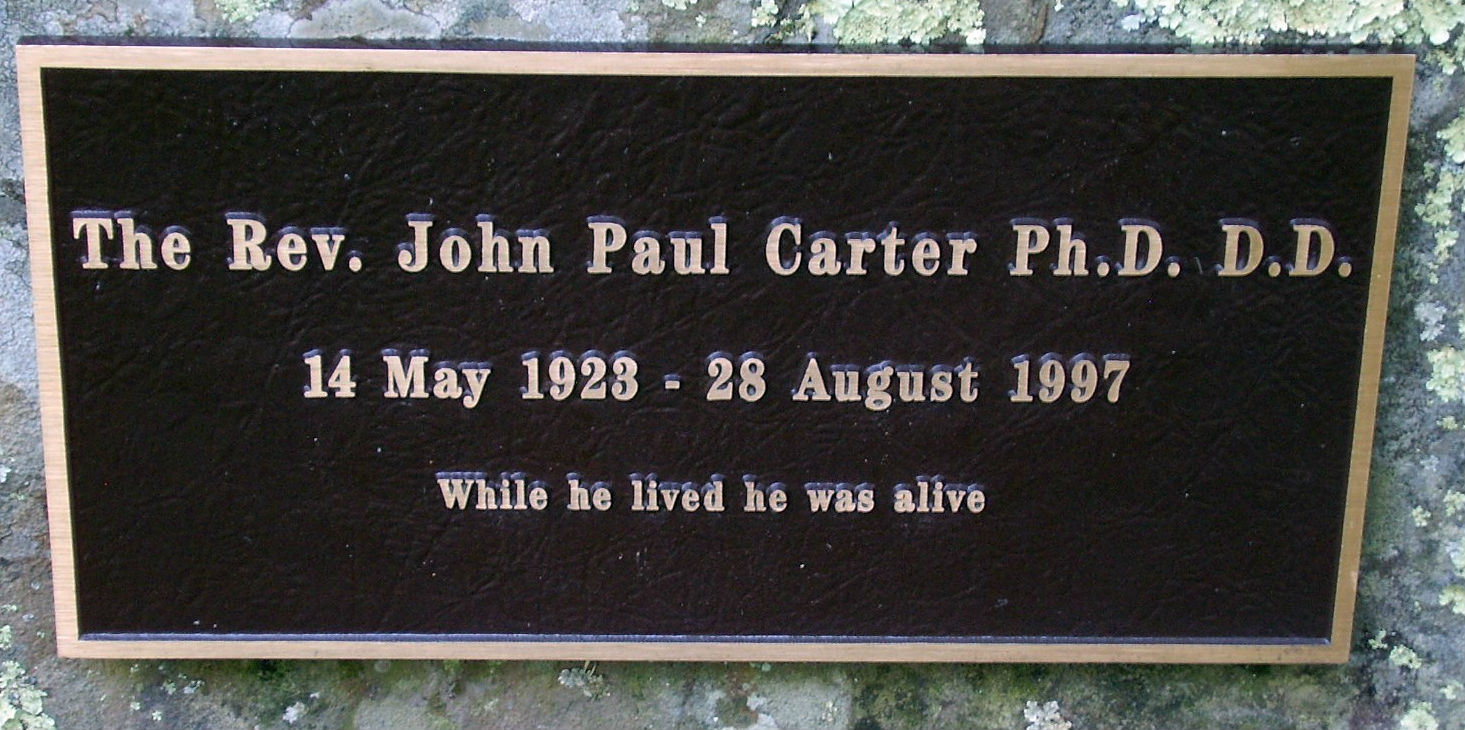 The Rev. John Paul Carter Ph.D. D.D.
14 May 1923 - 28 August 1997
While he lived he was alive